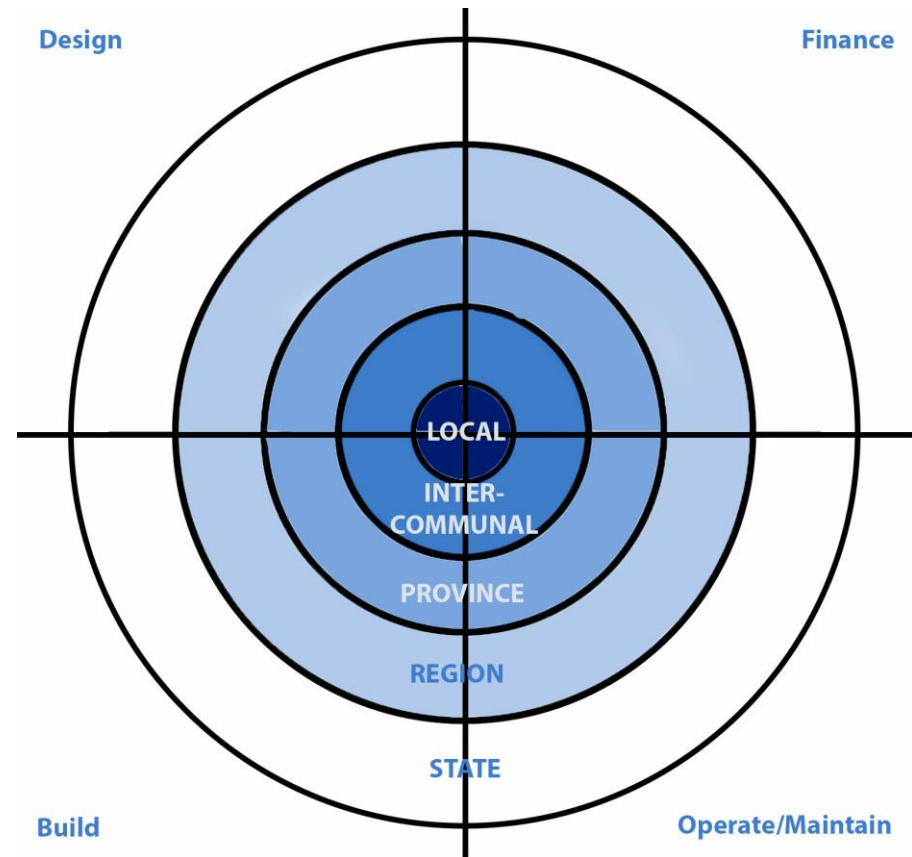 Design
Finance
LOCAL
INTER-
COMMUNAL
PROVINCE
REGION
STATE
Build
Operate/Maintain